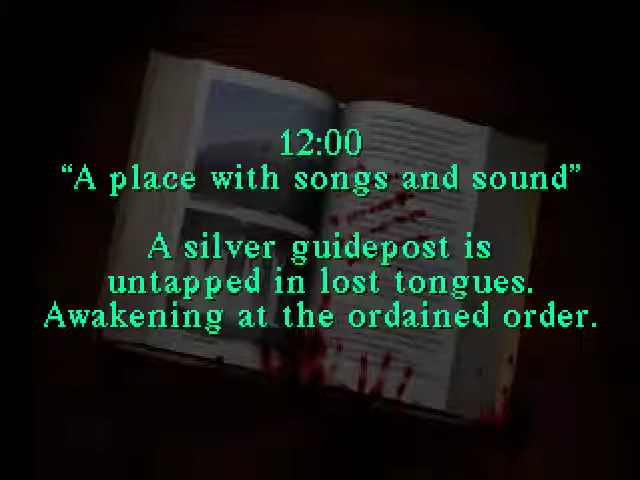 12:00
“A place with songs and sound”
A silver guidepost is
untapped in lost tongues.
Awakening at the ordained order.